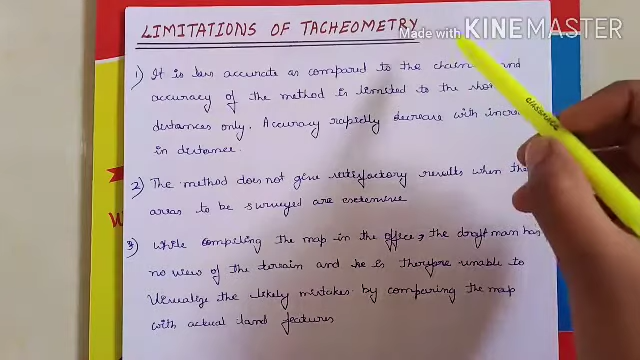 LIMITATIONS OF TACHEOMETRY
Made with KINEMASTER
1) It is less accurate as compared to the and
accuracy of the method is limited to the
distances only. Accuracy rapidly decrease with
in distance.
2) The method does not give satisfactory results when the
areas to be surveyed are extensive
3) While compiling the map in the office, the draft man has
no view of the terrain and he is therefore unable to
Visualize the likely mistakes by comparing the map
with actual land features